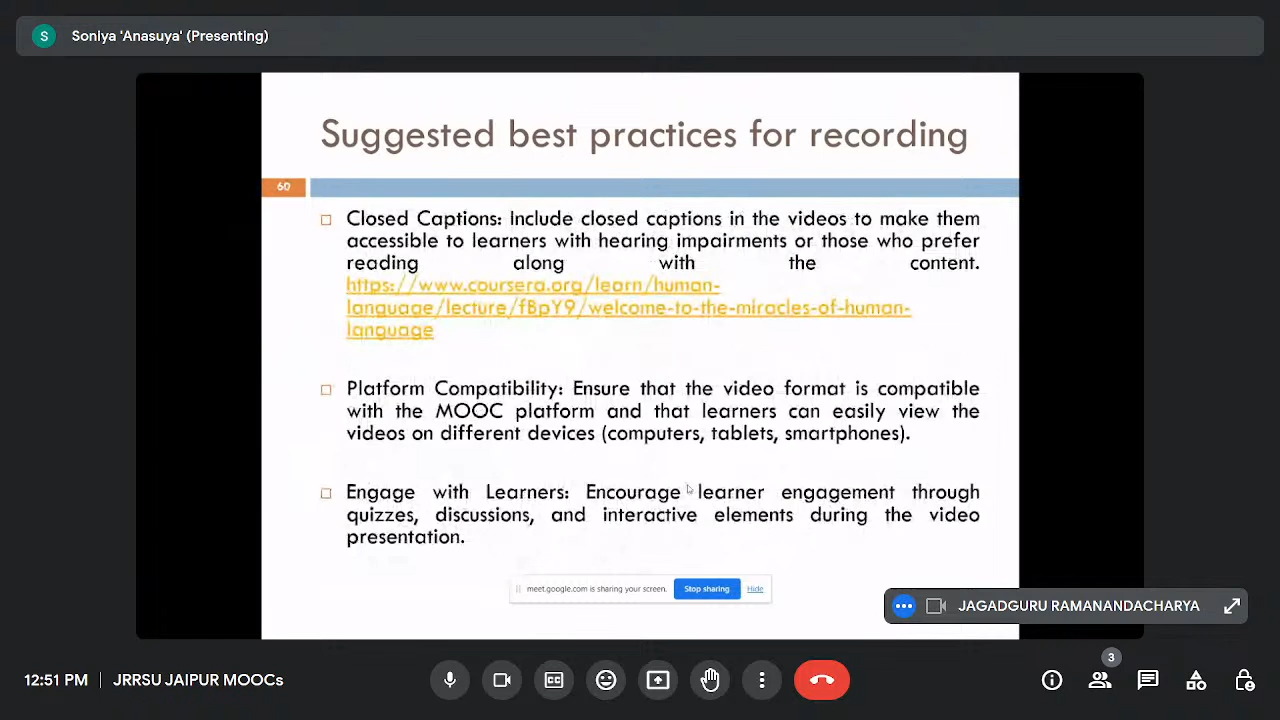 S
Soniya 'Anasuya' (Presenting)
Suggested best practices for recording
60
Closed Captions: Include closed captions in the videos to make them
accessible to learners with hearing impairments or those who prefer
reading along with the content.
https://www.coursera.org/learn/human-
language/lecture/fBpY9/welcome-to-the-miracles-of-human-
language
Platform Compatibility: Ensure that the video format is compatible
with the MOOC platform and that learners can easily view the
videos on different devices (computers, tablets, smartphones).
Engage with Learners: Encourage learner engagement through
quizzes, discussions, and interactive elements during the video
presentation.
meet.google.com is sharing your screen. Stop sharing Hide
JAGADGURU RAMANANDACHARYA
3
12:51 PM | JRRSU JAIPUR MOOCs